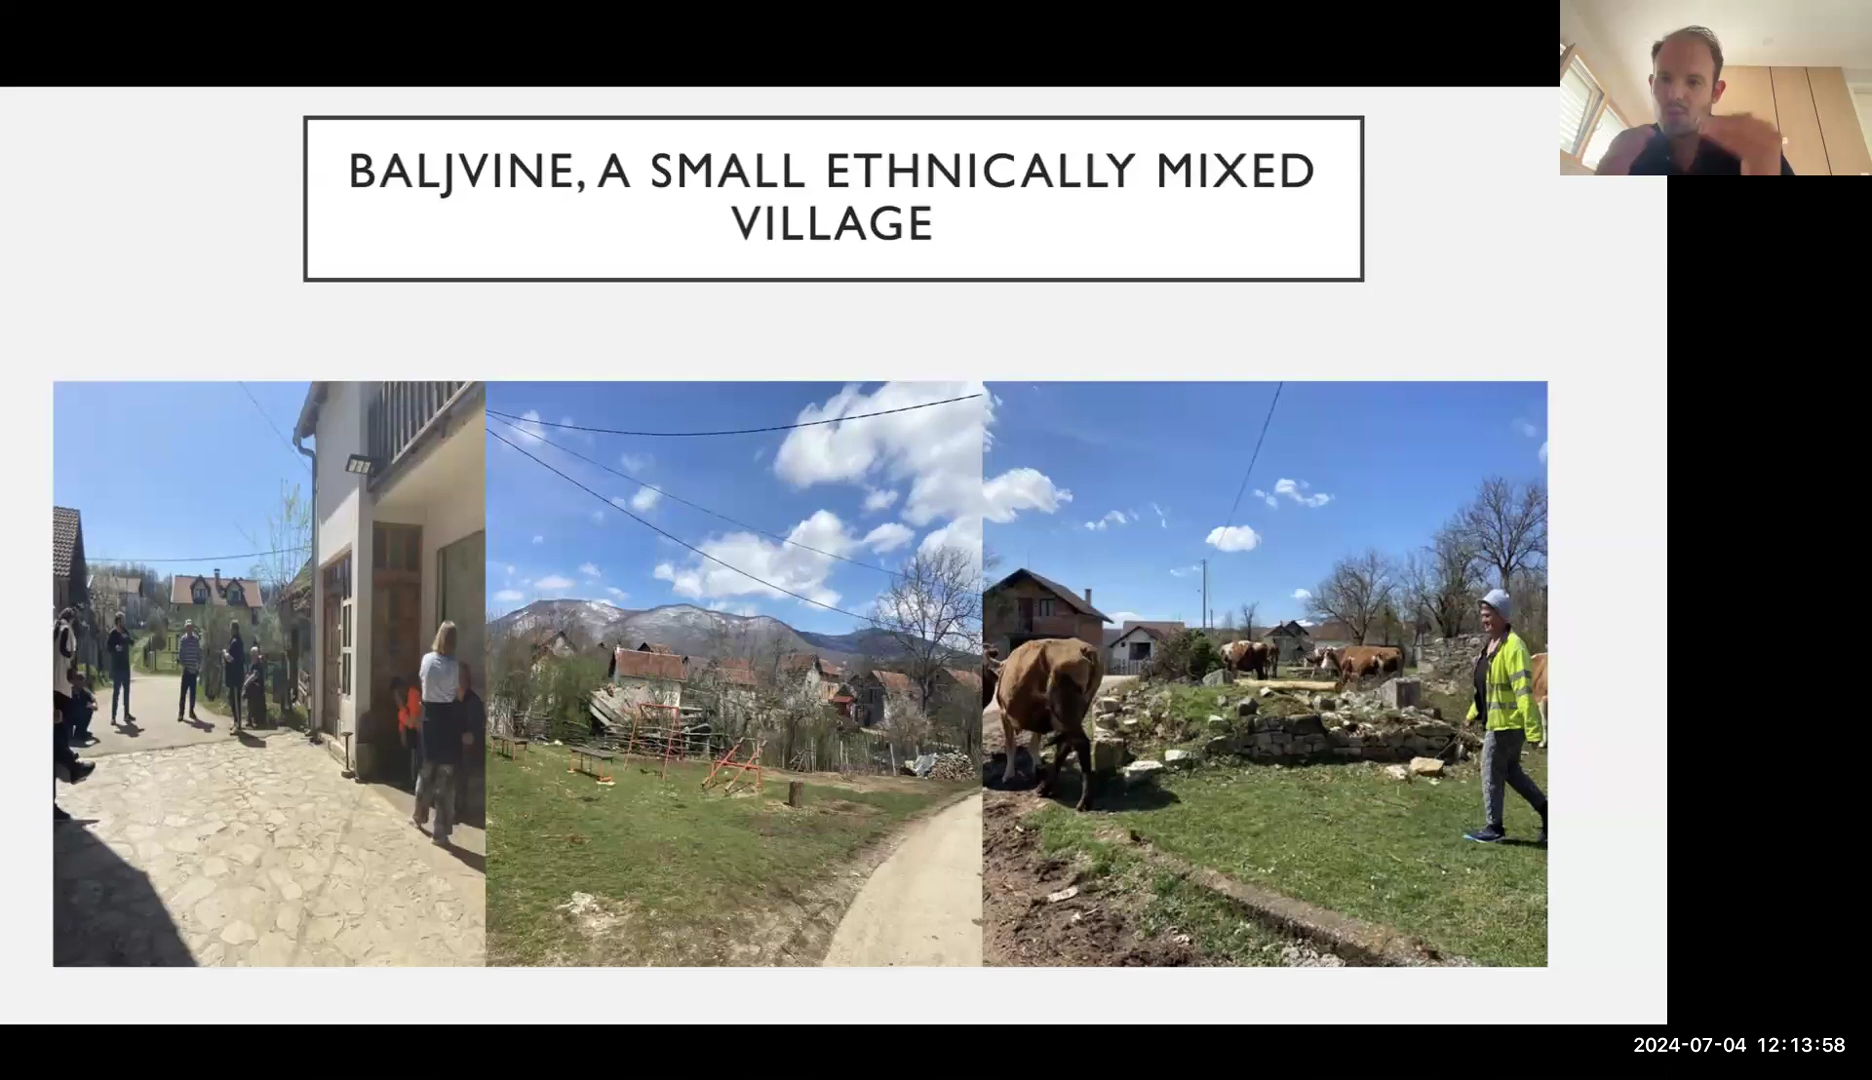 BALJVINE, A SMALL ETHNICALLY MIXED
VILLAGE
2024-07-04 12:13:58